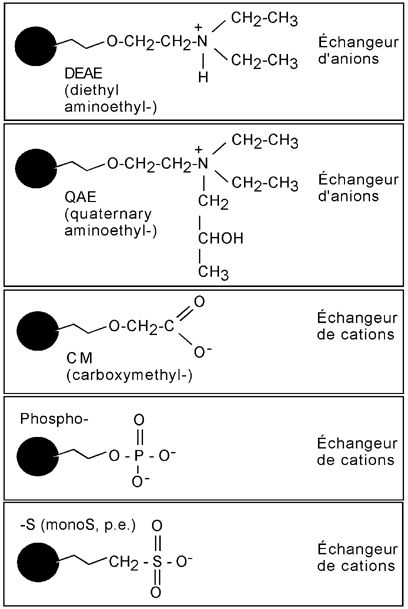 + CH2-CH3
O-CH2-CH2-N
H
CH2-CH3
DEAE
(diethyl
aminoethyl-)
Échangeur
d'anions
+ CH2-CH3
O-CH2-CH2-N
CH2-CH3
CH2
CHOH
CH3
QAE
(quaternary
aminoethyl-)
Échangeur
d'anions
O
O-CH2-C
O-
CM
(carboxymethyl-)
Échangeur
de cations
Phospho-
O
O - P - O-
O-
Échangeur
de cations
-S (monoS, p.e.)
O
CH2 - S - O-
O
Échangeur
de cations